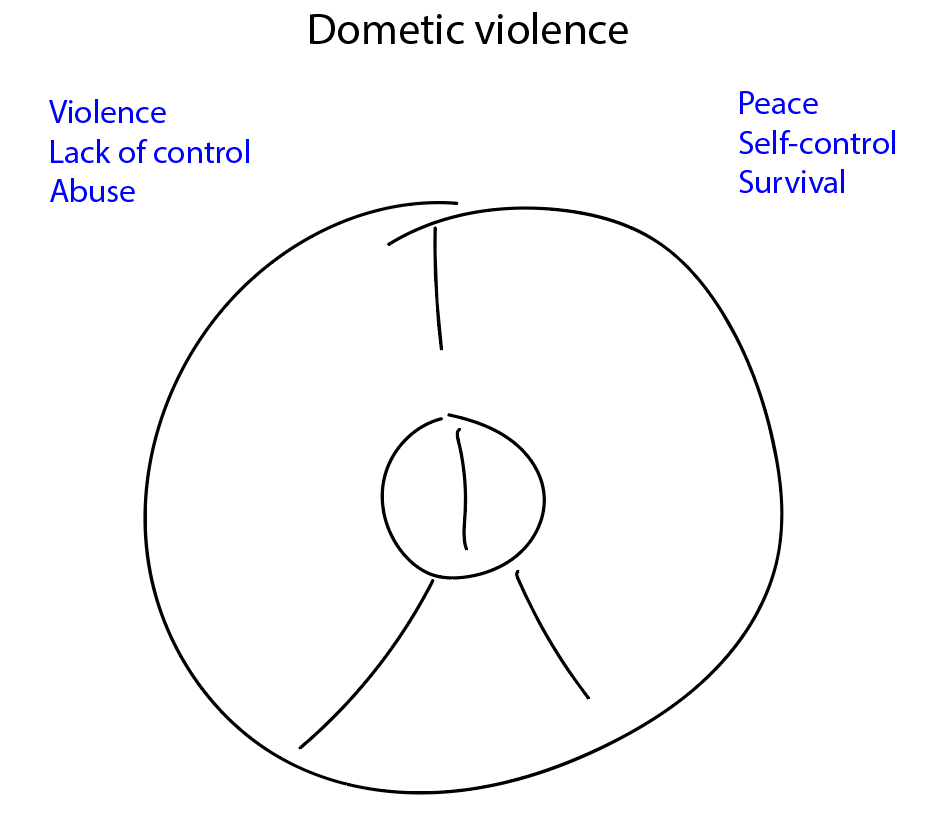 Dometic violence
Violence
Lack of control
Abuse
Peace
Self-control
Survival